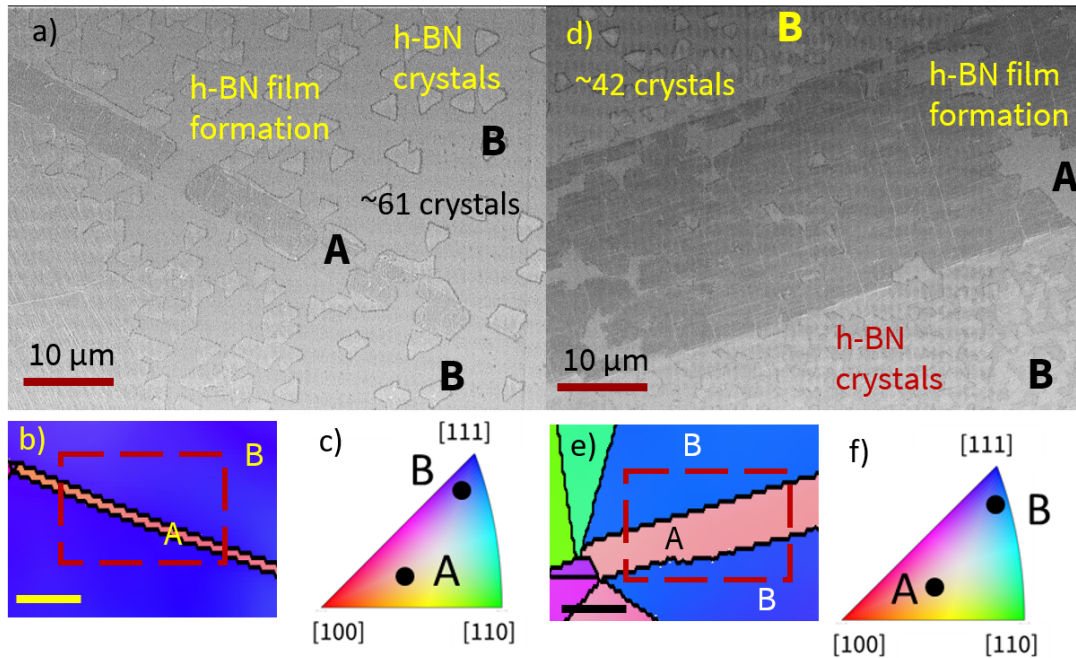 a)
h-BN
crystals
h-BN film
formation
B
~61 crystals
A
10 µm
B
d)
B
~42 crystals
h-BN film
formation
A
10 µm
h-BN
crystals
B
b)
B
A
c)
[111]
B
A
[100]
[110]
e)
B
A
B
f)
[111]
B
A
[100]
[110]